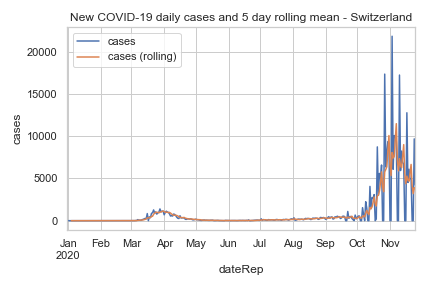 New COVID-19 daily cases and 5 day rolling mean - Switzerland
cases
cases (rolling)
20000
15000
10000
5000
0
cases
Jan Feb Mar Apr May Jun Jul Aug Sep Oct Nov
2020
dateRep